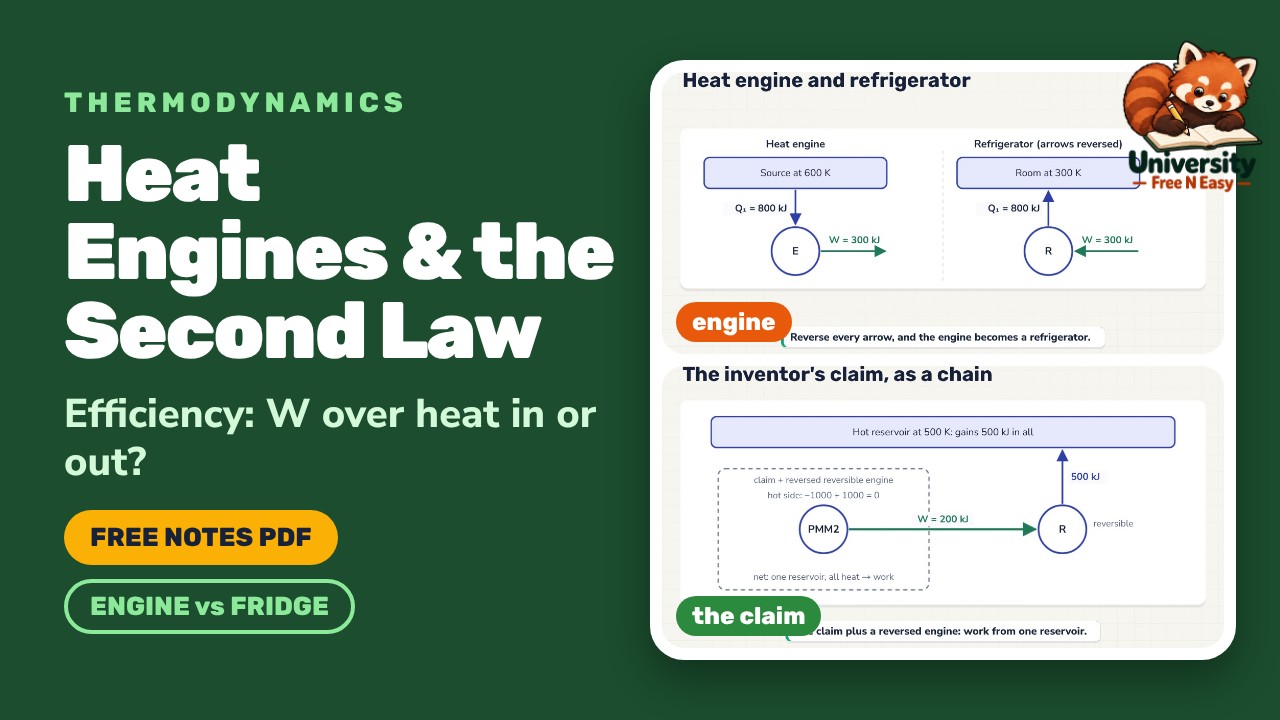 THERMODYNAMICS
Heat
Engines & the
Second Law
Efficiency: W over heat in or
out?
FREE NOTES PDF
ENGINE vs FRIDGE
Heat engine and refrigerator
Heat engine
Source at 600 K
Q₁ = 800 kJ
E
W = 300 kJ
Refrigerator (arrows reversed)
Room at 300 K
Q₁ = 800 kJ
R
W = 300 kJ
engine
Reverse every arrow, and the engine becomes a refrigerator.
The inventor's claim, as a chain
Hot reservoir at 500 K: gains 500 kJ in all
500 kJ
claim + reversed reversible engine
hot side: −1000 + 1000 = 0
PMM2
W = 200 kJ
R
reversible
net: one reservoir, all heat → work
the claim
claim plus a reversed engine: work from one reservoir.
University
Free N Easy